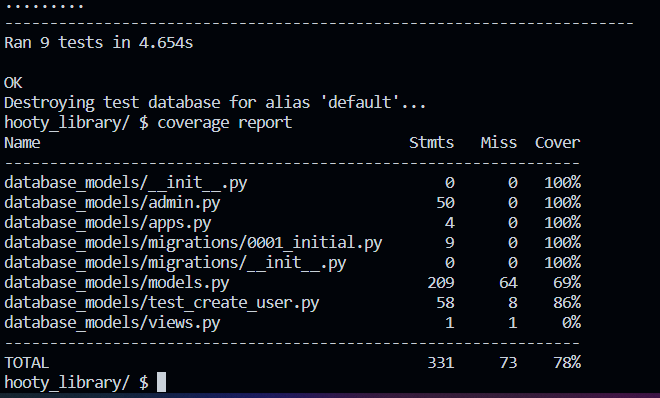 .........
----------------------------------------------------------------------
Ran 9 tests in 4.654s
OK
Destroying test database for alias 'default'...
hooty_library/ $ coverage report
Name                                         Stmts   Miss  Cover
----------------------------------------------------------------
database_models/__init__.py                      0      0   100%
database_models/admin.py                        50      0   100%
database_models/apps.py                          4      0   100%
database_models/migrations/0001_initial.py       9      0   100%
database_models/migrations/__init__.py           0      0   100%
database_models/models.py                      209     64    69%
database_models/test_create_user.py             58      8    86%
database_models/views.py                         1      1     0%
----------------------------------------------------------------
TOTAL                                          331     73    78%
hooty_library/ $